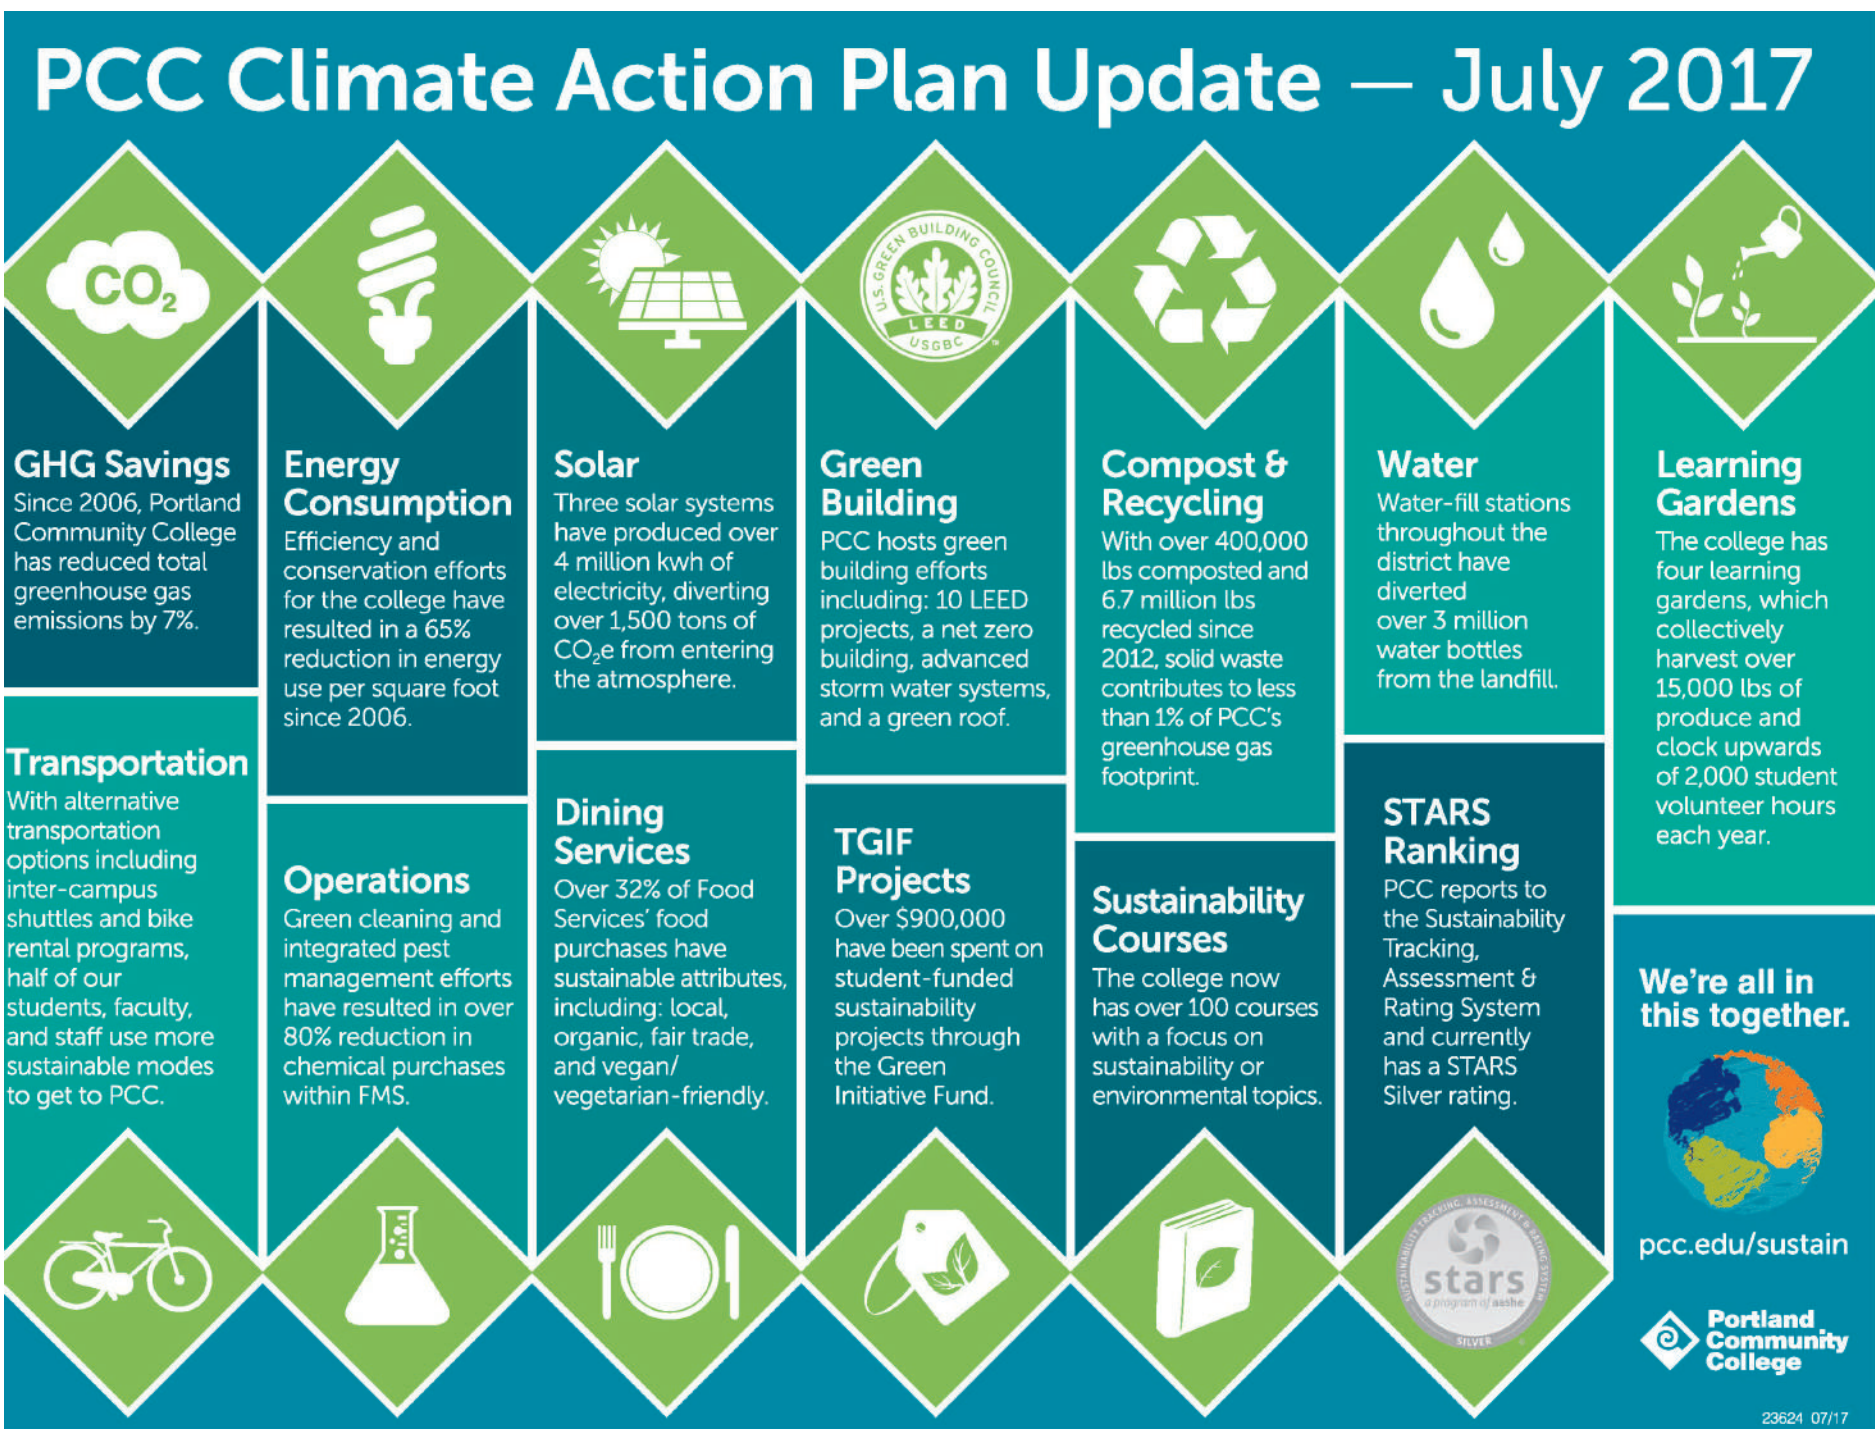 PCC Climate Action Plan Update — July 2017
CO₂
U.S. GREEN BUILDING COUNCIL
LEED
USGBC
TM
GHG Savings
Since 2006, Portland
Community College
has reduced total
greenhouse gas
emissions by 7%.
Energy
Consumption
Efficiency and
conservation efforts
for the college have
resulted in a 65%
reduction in energy
use per square foot
since 2006.
Solar
Three solar systems
have produced over
4 million kwh of
electricity, diverting
over 1,500 tons of
CO₂e from entering
the atmosphere.
Green
Building
PCC hosts green
building efforts
including: 10 LEED
projects, a net zero
building, advanced
storm water systems,
and a green roof.
Compost &
Recycling
With over 400,000
lbs composted and
6.7 million lbs
recycled since
2012, solid waste
contributes to less
than 1% of PCC's
greenhouse gas
footprint.
Water
Water-fill stations
throughout the
district have
diverted
over 3 million
water bottles
from the landfill.
Learning
Gardens
The college has
four learning
gardens, which
collectively
harvest over
15,000 lbs of
produce and
clock upwards
of 2,000 student
volunteer hours
each year.
Transportation
With alternative
transportation
options including
inter-campus
shuttles and bike
rental programs,
half of our
students, faculty,
and staff use more
sustainable modes
to get to PCC.
Operations
Green cleaning and
integrated pest
management efforts
have resulted in over
80% reduction in
chemical purchases
within FMS.
Dining
Services
Over 32% of Food
Services' food
purchases have
sustainable attributes,
including: local,
organic, fair trade,
and vegan/
vegetarian-friendly.
TGIF
Projects
Over $900,000
have been spent on
student-funded
sustainability
projects through
the Green
Initiative Fund.
Sustainability
Courses
The college now
has over 100 courses
with a focus on
sustainability or
environmental topics.
STARS
Ranking
PCC reports to
the Sustainability
Tracking,
Assessment &
Rating System
and currently
has a STARS
Silver rating.
SUSTAINABILITY TRACKING, ASSESSMENT & RATING SYSTEM
stars
a program of aashe
SILVER
We're all in
this together.
pcc.edu/sustain
Portland
Community
College
23624 07/17